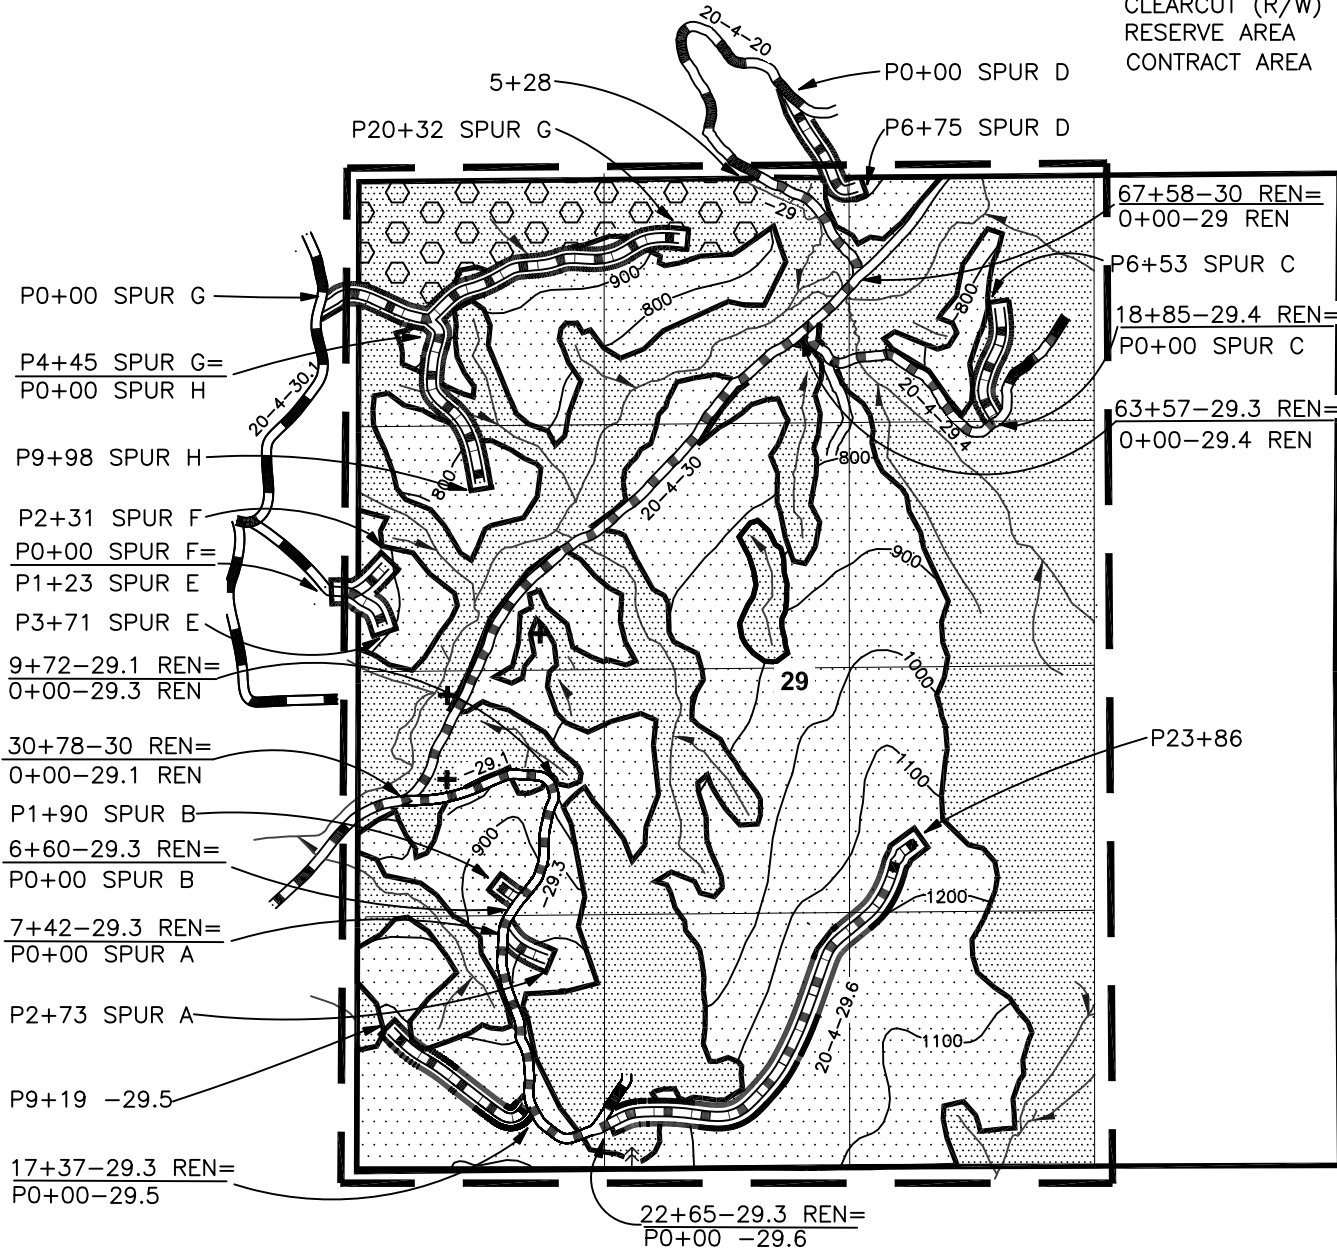 CLEARCUT (R/W)
RESERVE AREA
CONTRACT AREA
20-4-20
P0+00 SPUR D
5+28
P20+32 SPUR G
P6+75 SPUR D
67+58-30 REN=
0+00-29 REN
-29
P6+53 SPUR C
P0+00 SPUR G
900
800
800
18+85-29.4 REN=
P0+00 SPUR C
P4+45 SPUR G=
P0+00 SPUR H
20-4-30.1
20-4-29.4
63+57-29.3 REN=
0+00-29.4 REN
P9+98 SPUR H
800
20-4-30
800
P2+31 SPUR F
P0+00 SPUR F=
P1+23 SPUR E
900
P3+71 SPUR E
9+72-29.1 REN=
0+00-29.3 REN
1000
29
30+78-30 REN=
0+00-29.1 REN
-29.1
1100
P23+86
P1+90 SPUR B
6+60-29.3 REN=
P0+00 SPUR B
900
-29.3
1200
7+42-29.3 REN=
P0+00 SPUR A
P2+73 SPUR A
20-4-29.6
1100
P9+19 -29.5
17+37-29.3 REN=
P0+00-29.5
22+65-29.3 REN=
P0+00 -29.6